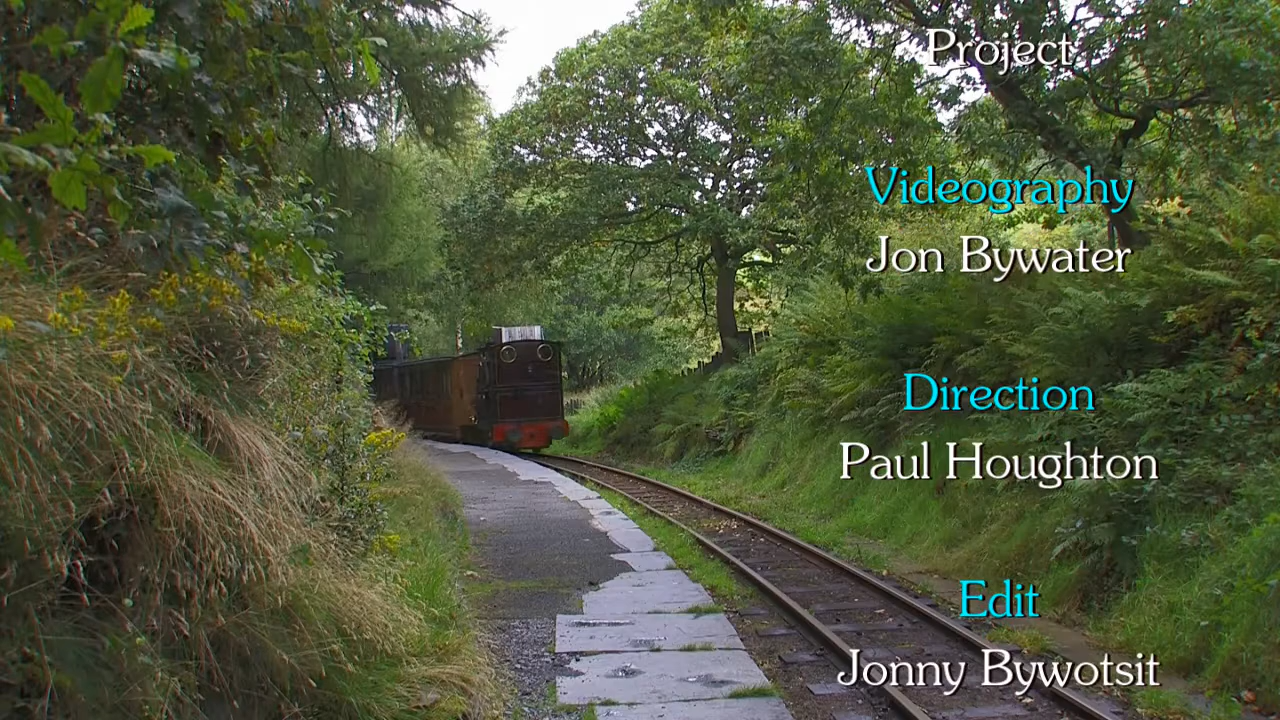 Project
Videography
Jon Bywater
Direction
Paul Houghton
Edit
Jonny Bywotsit